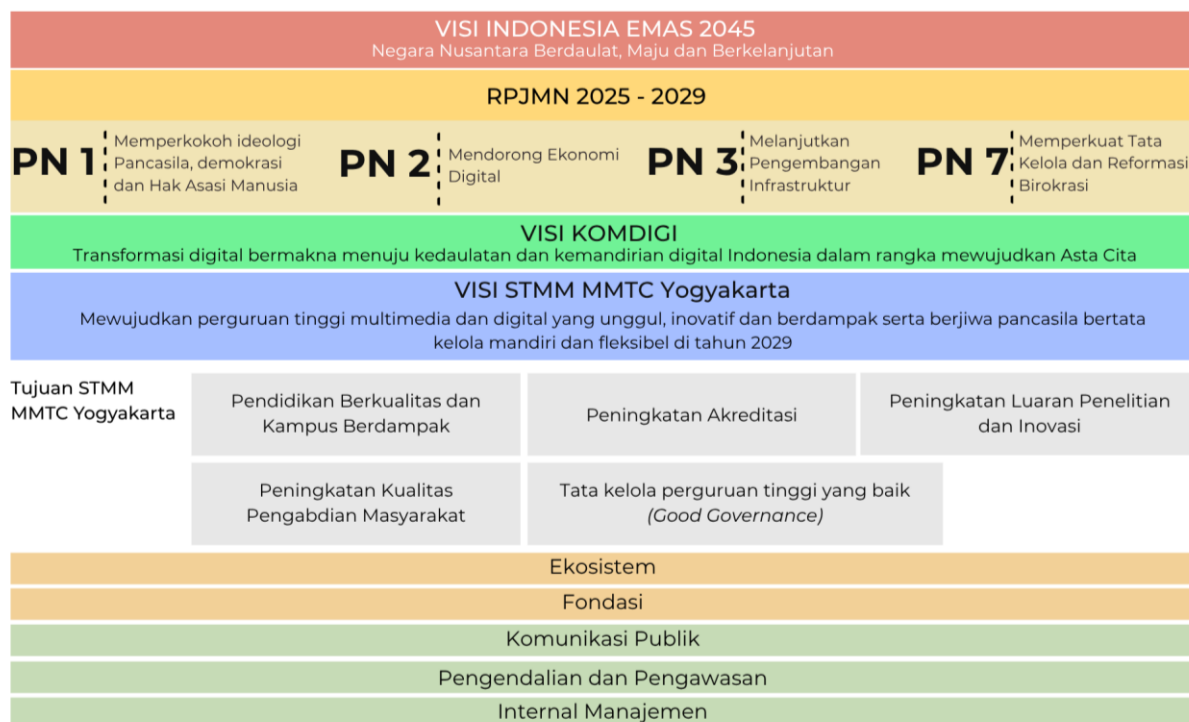 VISI INDONESIA EMAS 2045
Negara Nusantara Berdaulat, Maju dan Berkelanjutan
RPJMN 2025 - 2029
PN 1
Memperkokoh ideologi
Pancasila, demokrasi
dan Hak Asasi Manusia
PN 2
Mendorong Ekonomi
Digital
PN 3
Melanjutkan
Pengembangan
Infrastruktur
PN 7
Memperkuat Tata
Kelola dan Reformasi
Birokrasi
VISI KOMDIGI
Transformasi digital bermakna menuju kedaulatan dan kemandirian digital Indonesia dalam rangka mewujudkan Asta Cita
VISI STMM MMTC Yogyakarta
Mewujudkan perguruan tinggi multimedia dan digital yang unggul, inovatif dan berdampak serta berjiwa pancasila bertata
kelola mandiri dan fleksibel di tahun 2029
Tujuan STMM
MMTC Yogyakarta
Pendidikan Berkualitas dan
Kampus Berdampak
Peningkatan Akreditasi
Peningkatan Luaran Penelitian
dan Inovasi
Peningkatan Kualitas
Pengabdian Masyarakat
Tata kelola perguruan tinggi yang baik
(Good Governance)
Ekosistem
Fondasi
Komunikasi Publik
Pengendalian dan Pengawasan
Internal Manajemen